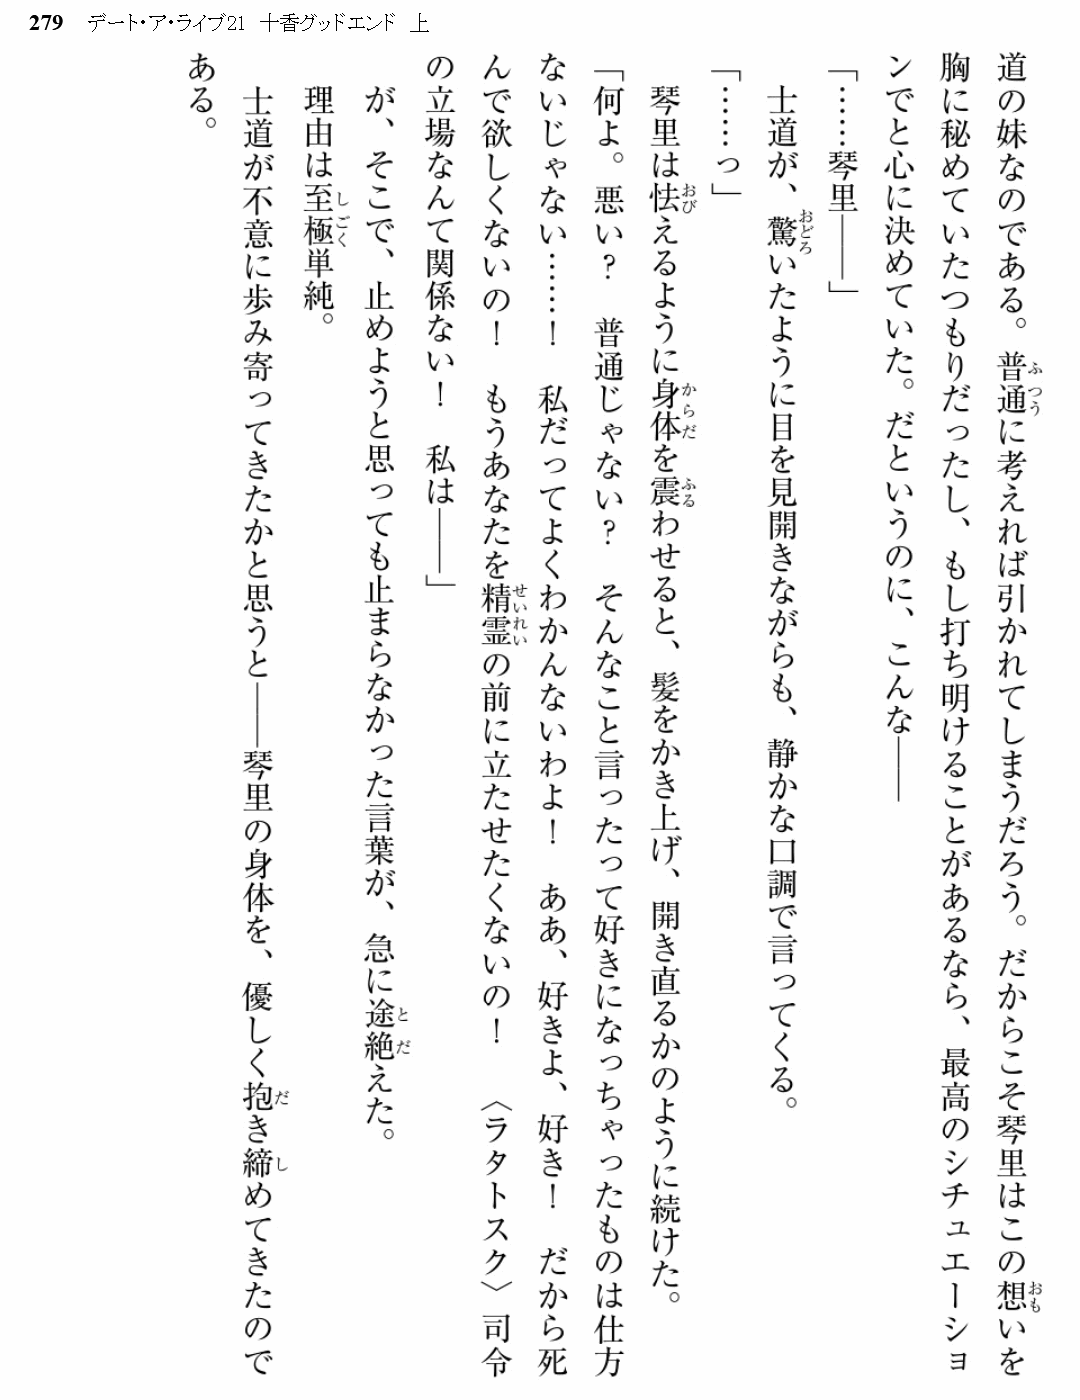 279 デート・ア・ライブ21 十香グッドエンド 上
道の妹なのである。普通に考えれば引かれてしまうだろう。だからこそ琴里はこの想いを
胸に秘めていたつもりだったし、もし打ち明けることがあるなら、最高のシチュエーショ
ンでと心に決めていた。だというのに、こんな――
「……琴里――」
士道が、驚いたように目を見開きながらも、静かな口調で言ってくる。
「……っ」
琴里は怯えるように身体を震わせると、髪をかき上げ、開き直るかのように続けた。
「何よ。悪い? 普通じゃない? そんなこと言ったって好きになっちゃったものは仕方
ないじゃない……! 私だってよくわかんないわよ! ああ、好きよ、好き! だから死
んで欲しくないの! もうあなたを精霊の前に立たせたくないの! 〈ラタトスク〉司令
の立場なんて関係ない! 私は――」
が、そこで、止めようと思っても止まらなかった言葉が、急に途絶えた。
理由は至極単純。
士道が不意に歩み寄ってきたかと思うと――琴里の身体を、優しく抱き締めてきたので
ある。